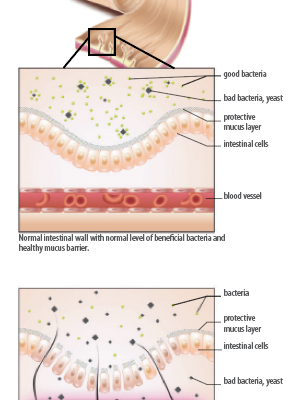 good bacteria
bad bacteria, yeast
protective
mucus layer
intestinal cells
blood vessel
Normal intestinal wall with normal level of beneficial bacteria and
healthy mucus barrier.
bacteria
protective
mucus layer
intestinal cells
bad bacteria, yeast